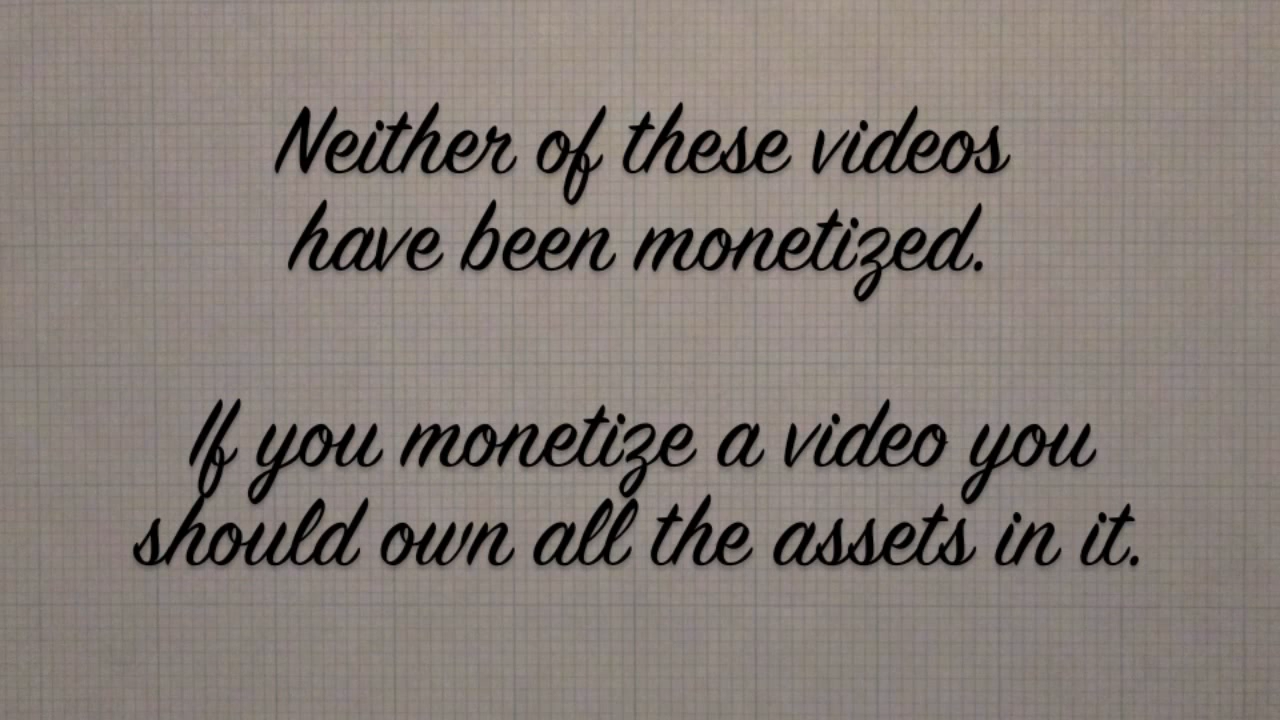 Neither of these videos
have been monetized.
If you monetize a video you
should own all the assets in it.